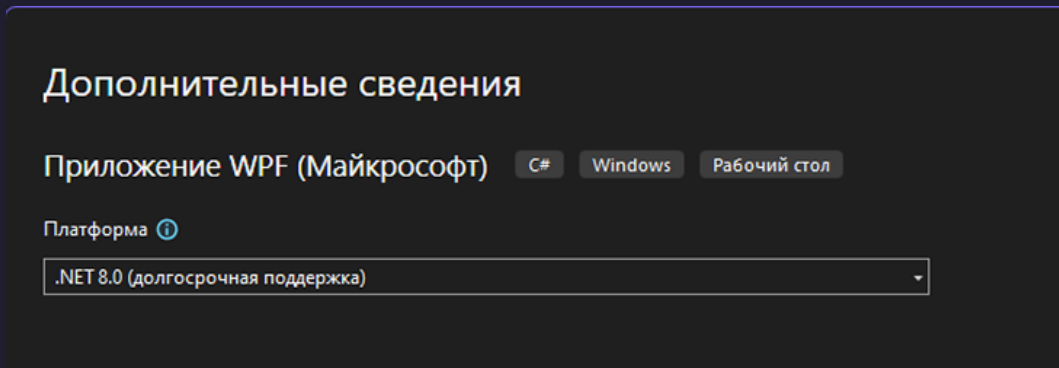 Дополнительные сведения
Приложение WPF (Майкрософт) C# Windows Рабочий стол
Платформа
.NET 8.0 (долгосрочная поддержка)